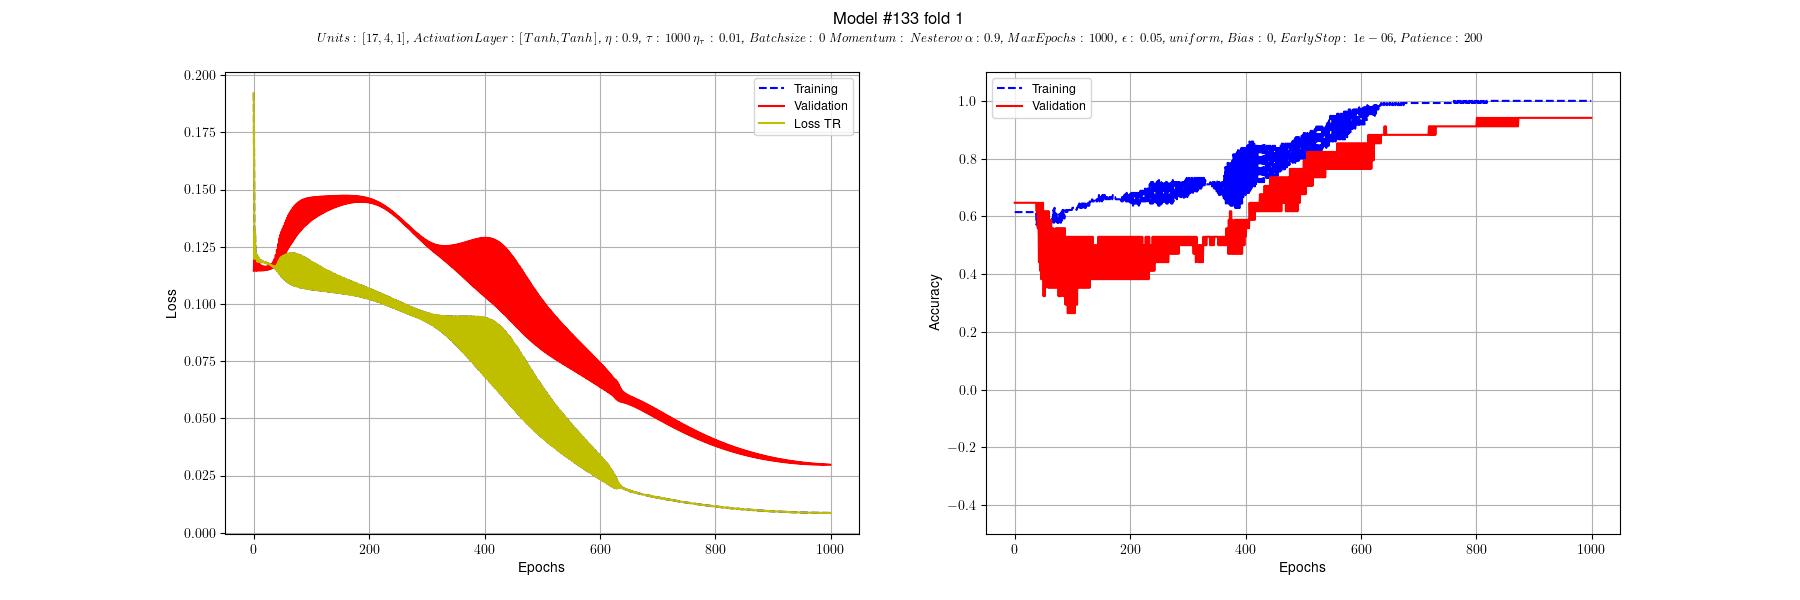 Model #133 fold 1
Units : [17, 4, 1], ActivationLayer : [Tanh, Tanh], η : 0.9, τ : 1000 η_τ : 0.01, Batchsize : 0 Momentum : Nesterov α : 0.9, MaxEpochs : 1000, ϵ : 0.05, uniform, Bias : 0, EarlyStop : 1e − 06, Patience : 200
0.200
0.175
0.150
0.125
0.100
0.075
0.050
0.025
0.000
Loss
Training
Validation
Loss TR
0 200 400 600 800 1000
Epochs
1.0
0.8
0.6
0.4
0.2
0.0
−0.2
−0.4
Accuracy
Training
Validation
0 200 400 600 800 1000
Epochs